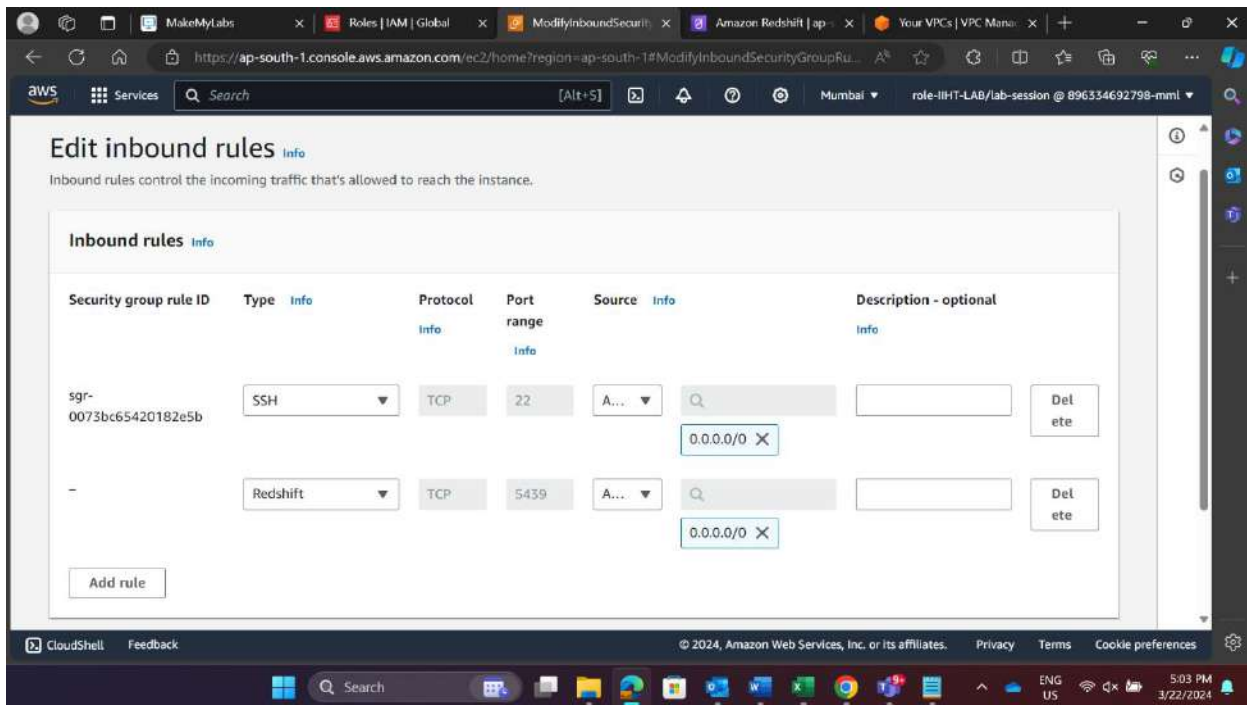 MakeMyLabs
Roles | IAM | Global
ModifyInboundSecurit
Amazon Redshift | ap-
Your VPCs | VPC Manac
https://ap-south-1.console.aws.amazon.com/ec2/home?region=ap-south-1#ModifyInboundSecurityGroupRu...
aws Services Search [Alt+S] Mumbai role-IIHT-LAB/lab-session @ 896334692798-mml
Edit inbound rules Info
Inbound rules control the incoming traffic that's allowed to reach the instance.
Inbound rules Info
Security group rule ID Type Info Protocol Info Port range Info Source Info Description - optional Info
sgr-0073bc65420182e5b SSH TCP 22 A... Del
ete
0.0.0.0/0
– Redshift TCP 5439 A... Del
ete
0.0.0.0/0
Add rule
CloudShell Feedback © 2024, Amazon Web Services, Inc. or its affiliates. Privacy Terms Cookie preferences
Search ENG 5:03 PM
US 3/22/2024